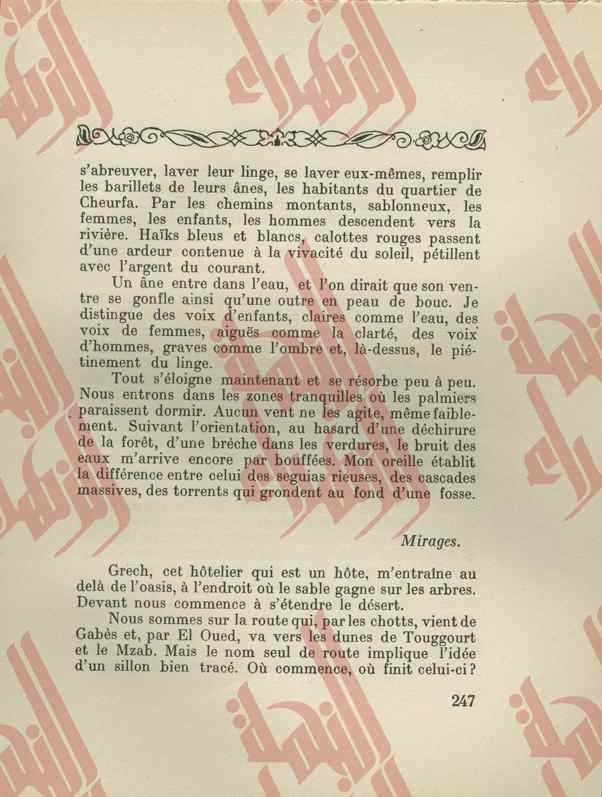 s'abreuver, laver leur linge, se laver eux-mêmes, remplir
les barillets de leurs ânes, les habitants du quartier de
Cheurfa. Par les chemins montants, sablonneux, les
femmes, les enfants, les hommes descendent vers la
rivière. Haïks bleus et blancs, calottes rouges passent
d'une ardeur contenue à la vivacité du soleil, pétillent
avec l'argent du courant.
Un âne entre dans l'eau, et l'on dirait que son ven-
tre se gonfle ainsi qu'une outre en peau de bouc. Je
distingue des voix d'enfants, claires comme l'eau, des
voix de femmes, aiguës comme la clarté, des voix
d'hommes, graves comme l'ombre et, là-dessus, le pié-
tinement du linge.
Tout s'éloigne maintenant et se résorbe peu à peu.
Nous entrons dans les zones tranquilles où les palmiers
paraissent dormir. Aucun vent ne les agite, même faible-
ment. Suivant l'orientation, au hasard d'une déchirure
de la forêt, d'une brèche dans les verdures, le bruit des
eaux m'arrive encore par bouffées. Mon oreille établit
la différence entre celui des seguias rieuses, des cascades
massives, des torrents qui grondent au fond d'une fosse.
Mirages.
Grech, cet hôtelier qui est un hôte, m'entraîne au
delà de l'oasis, à l'endroit où le sable gagne sur les arbres.
Devant nous commence à s'étendre le désert.
Nous sommes sur la route qui, par les chotts, vient de
Gabès et, par El Oued, va vers les dunes de Touggourt
et le Mzab. Mais le nom seul de route implique l'idée
d'un sillon bien tracé. Où commence, où finit celui-ci ?
247